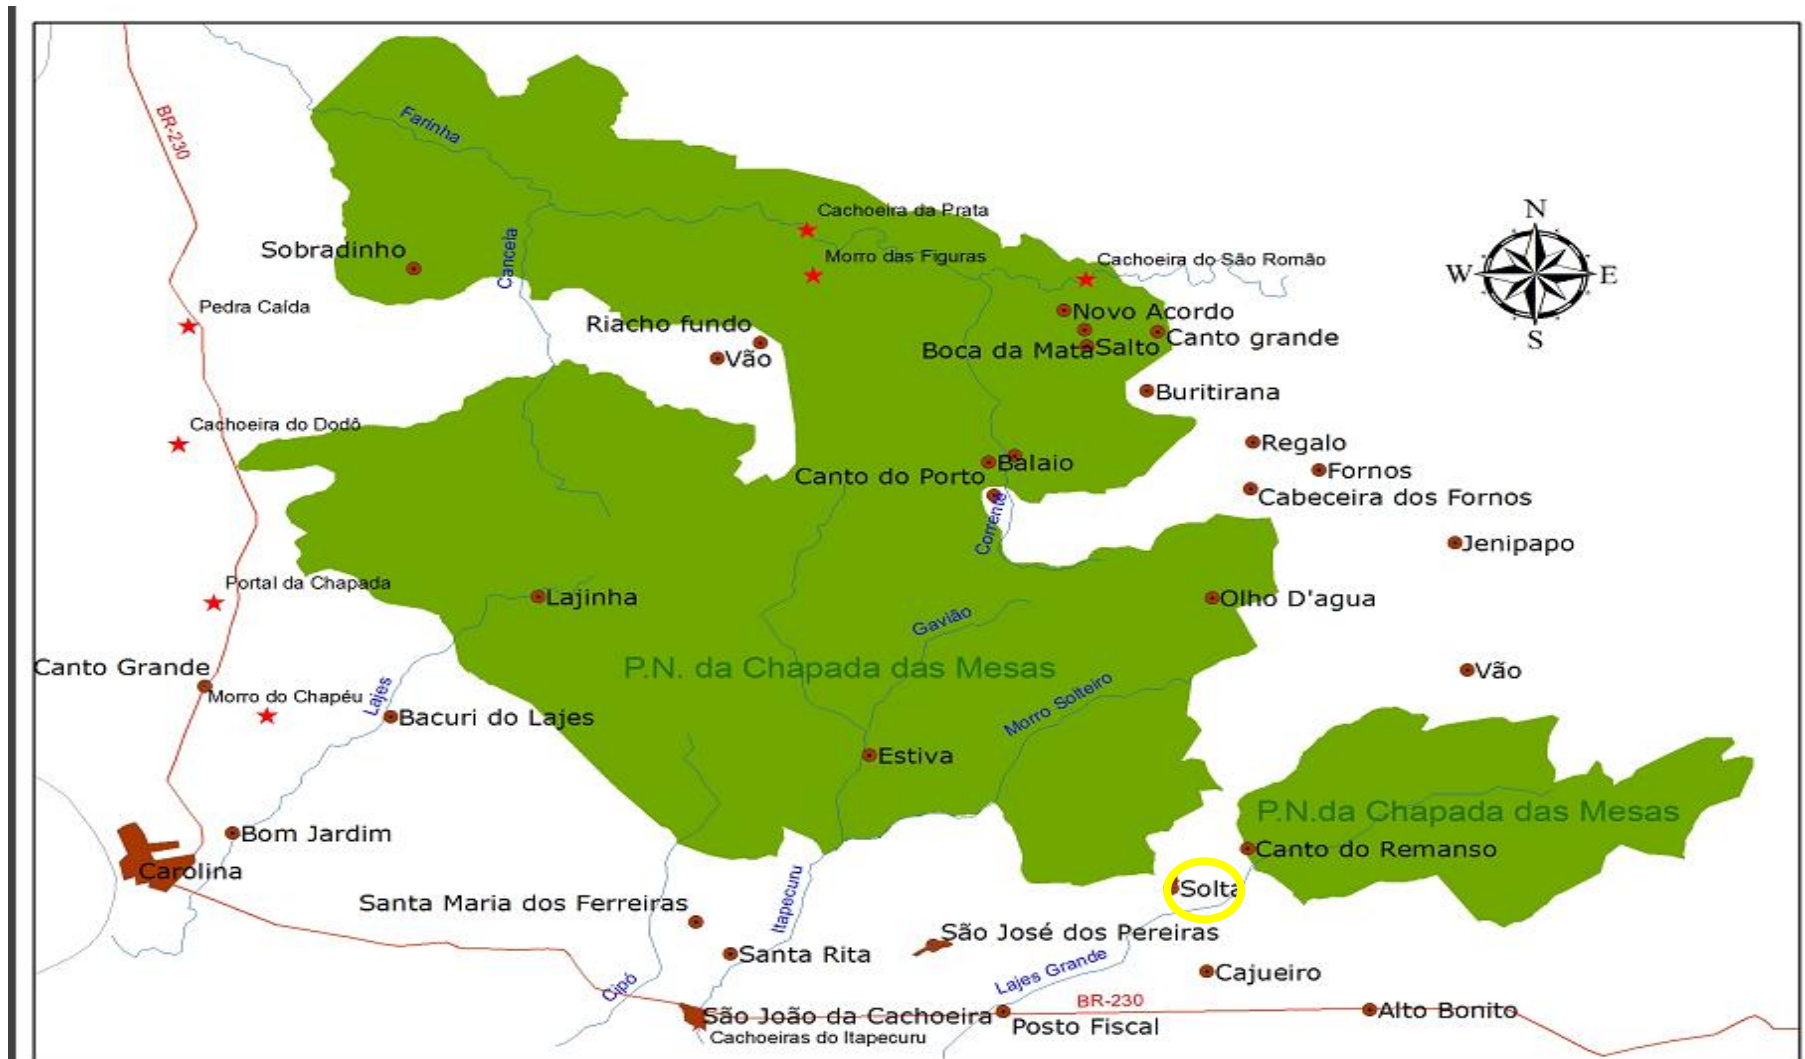 BR-230
Farinha
Cachoeira da Prata
N
Sobradinho
Cancela
Morro das Figuras
Cachoeira do São Romão
W
E
Pedra Caída
Riacho fundo
Novo Acordo
S
Vão
Boca da Mata
Salto
Canto grande
Buritirana
Cachoeira do Dodô
Regalo
Canto do Porto
Balaio
Fornos
Cabeceira dos Fornos
Corrente
Jenipapo
Portal da Chapada
Lajinha
Olho D'agua
Gavião
Canto Grande
P.N. da Chapada das Mesas
Vão
Morro do Chapéu
Lajes
Bacuri do Lajes
Morro Solteiro
Estiva
P.N.da Chapada das Mesas
Bom Jardim
Canto do Remanso
Carolina
Solta
Santa Maria dos Ferreiras
Itapecuru
São José dos Pereiras
Santa Rita
Lajes Grande
Cajueiro
Cipó
BR-230
São João da Cachoeira
Posto Fiscal
Alto Bonito
Cachoeiras do Itapecuru